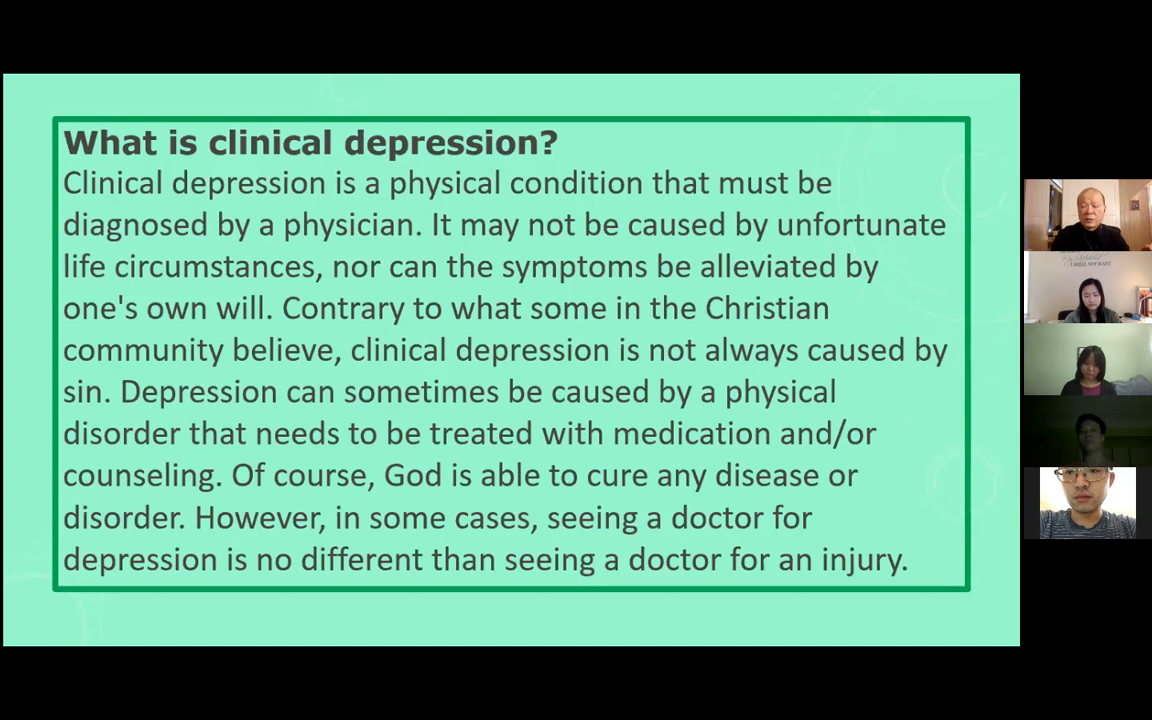 What is clinical depression?
Clinical depression is a physical condition that must be
diagnosed by a physician. It may not be caused by unfortunate
life circumstances, nor can the symptoms be alleviated by
one's own will. Contrary to what some in the Christian
community believe, clinical depression is not always caused by
sin. Depression can sometimes be caused by a physical
disorder that needs to be treated with medication and/or
counseling. Of course, God is able to cure any disease or
disorder. However, in some cases, seeing a doctor for
depression is no different than seeing a doctor for an injury.